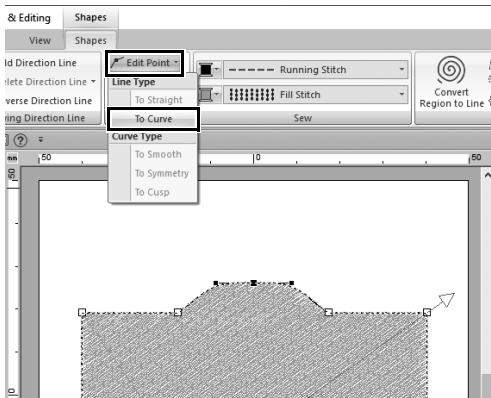 & Editing Shapes
View Shapes
ld Direction Line
elete Direction Line
verse Direction Line
ving Direction Line
Edit Point
Line Type
To Straight
To Curve
Curve Type
To Smooth
To Symmetry
To Cusp
Running Stitch
Fill Stitch
Sew
Convert
Region to Line
mm 50 0 50
50
0